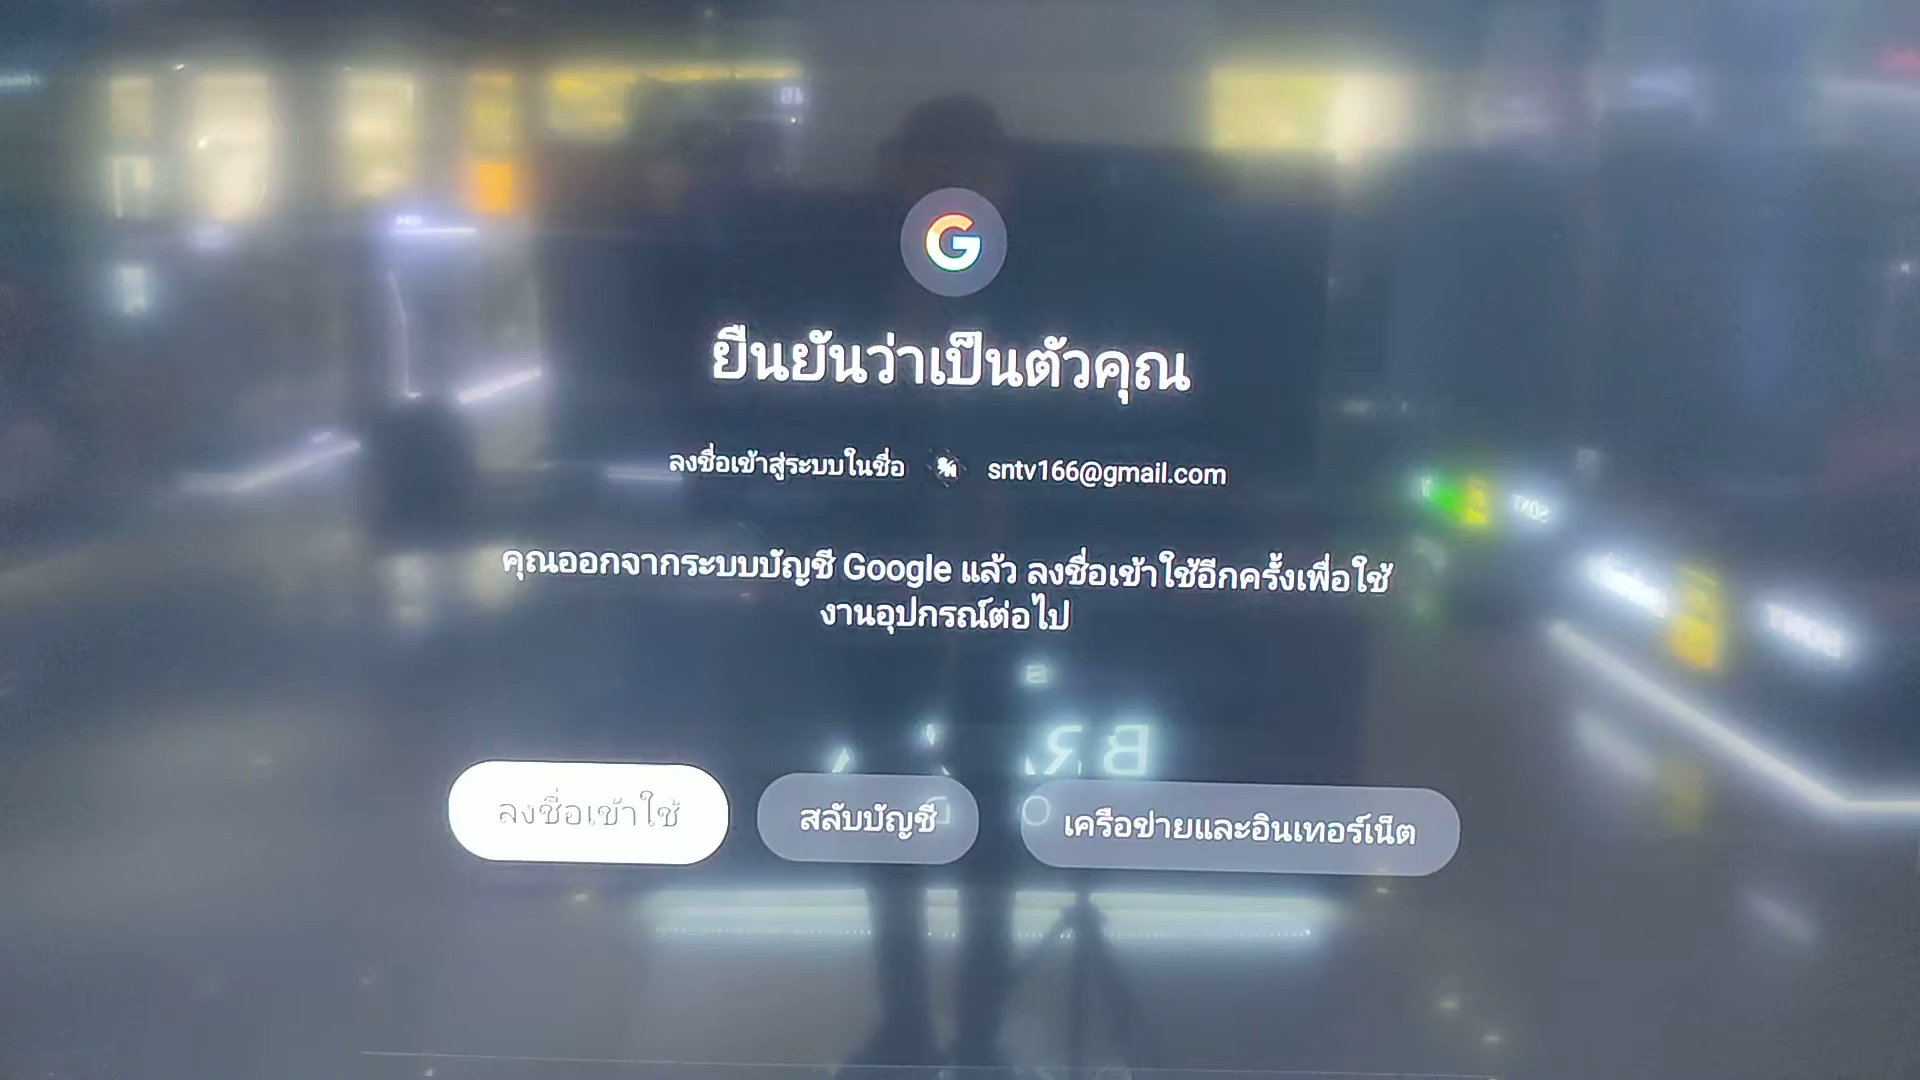 ยืนยันว่าเป็นตัวคุณ
ลงชื่อเข้าสู่ระบบในชื่อ sntv166@gmail.com
คุณออกจากระบบบัญชี Google แล้ว ลงชื่อเข้าใช้อีกครั้งเพื่อใช้
งานอุปกรณ์ต่อไป
ลงชื่อเข้าใช้ สลับบัญชี เครือข่ายและอินเทอร์เน็ต